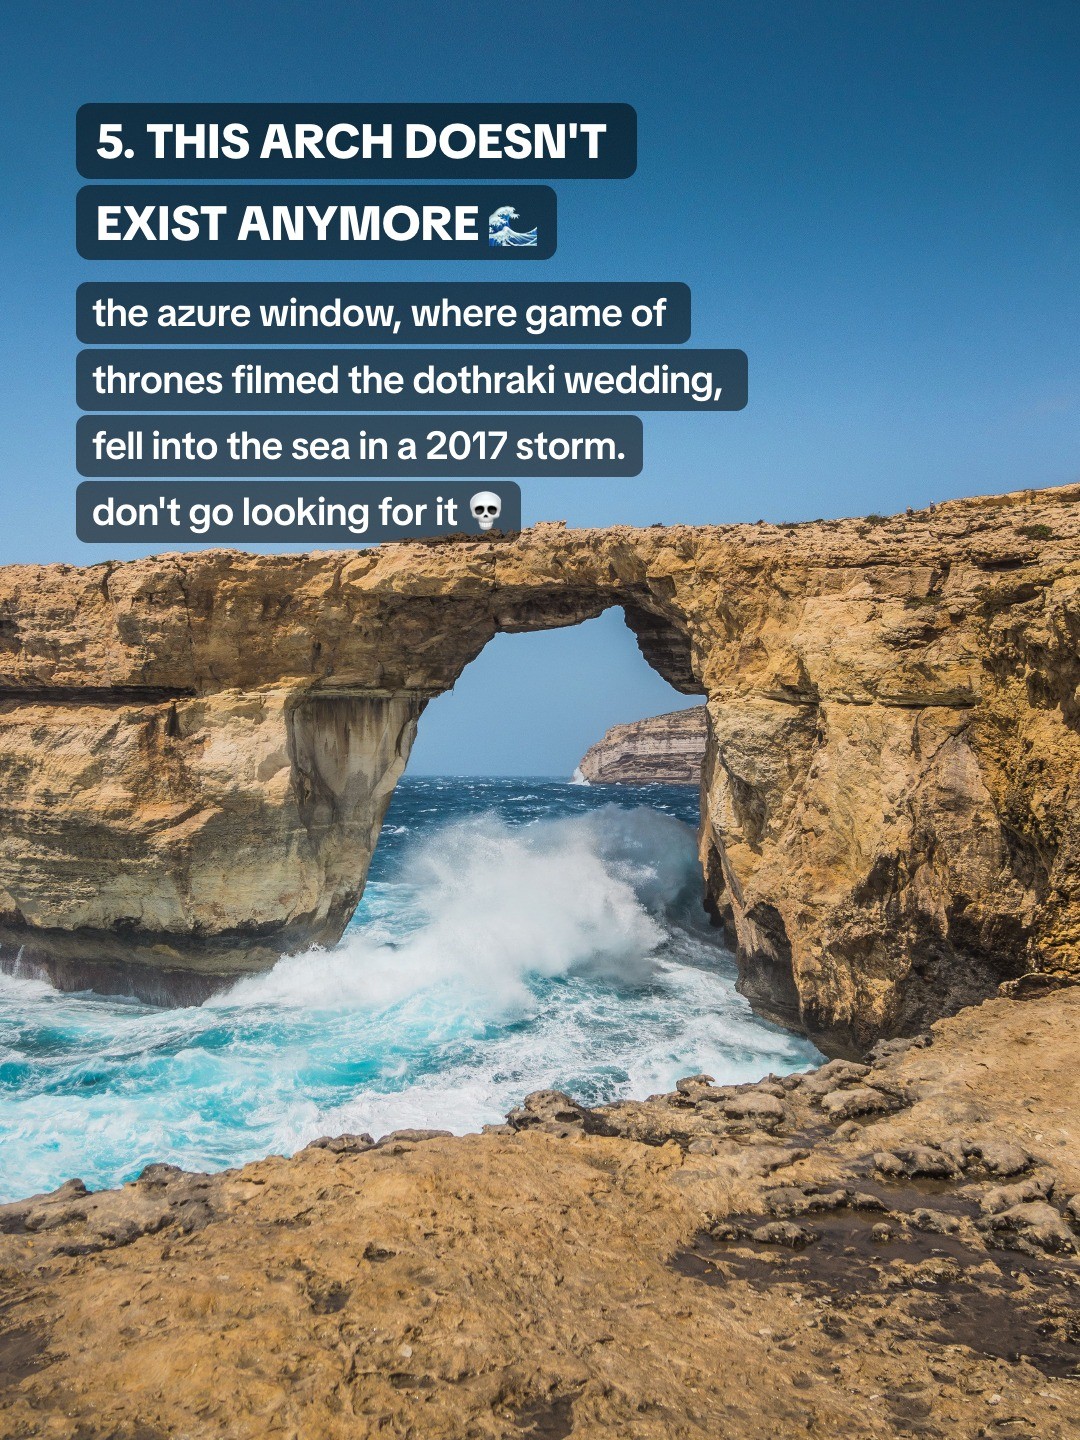 5. THIS ARCH DOESN'T
EXIST ANYMORE 🌊
the azure window, where game of
thrones filmed the dothraki wedding,
fell into the sea in a 2017 storm.
don't go looking for it 💀